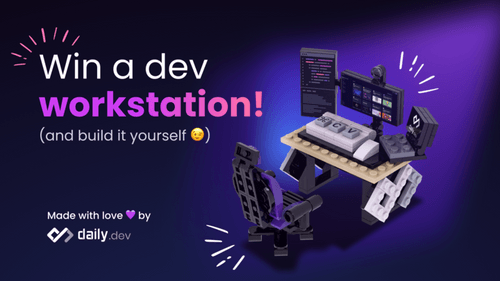 Win a dev
workstation!
(and build it yourself 😉)
Made with love 💜 by
daily.dev